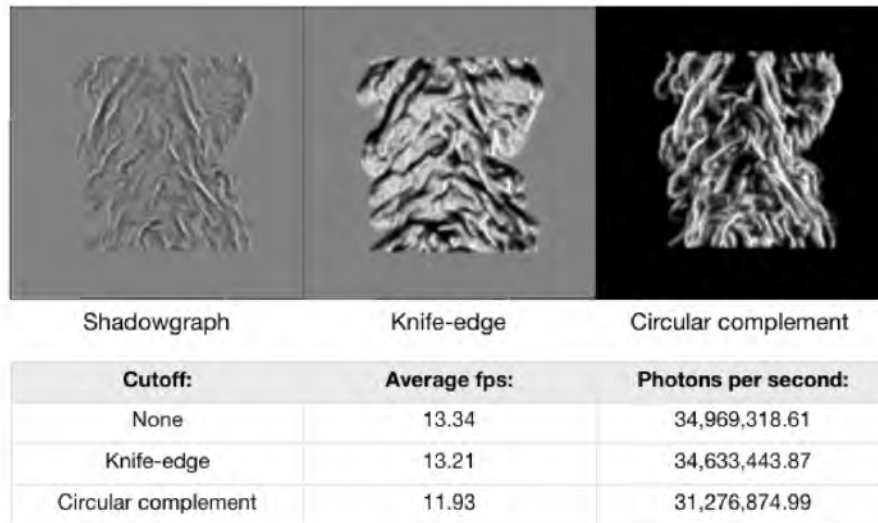 Shadowgraph Knife-edge Circular complement
Cutoff: Average fps: Photons per second:
None 13.34 34,969,318.61
Knife-edge 13.21 34,633,443.87
Circular complement 11.93 31,276,874.99